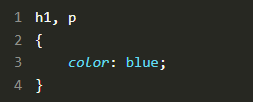 1 h1, p
2 {
3     color: blue;
4 }